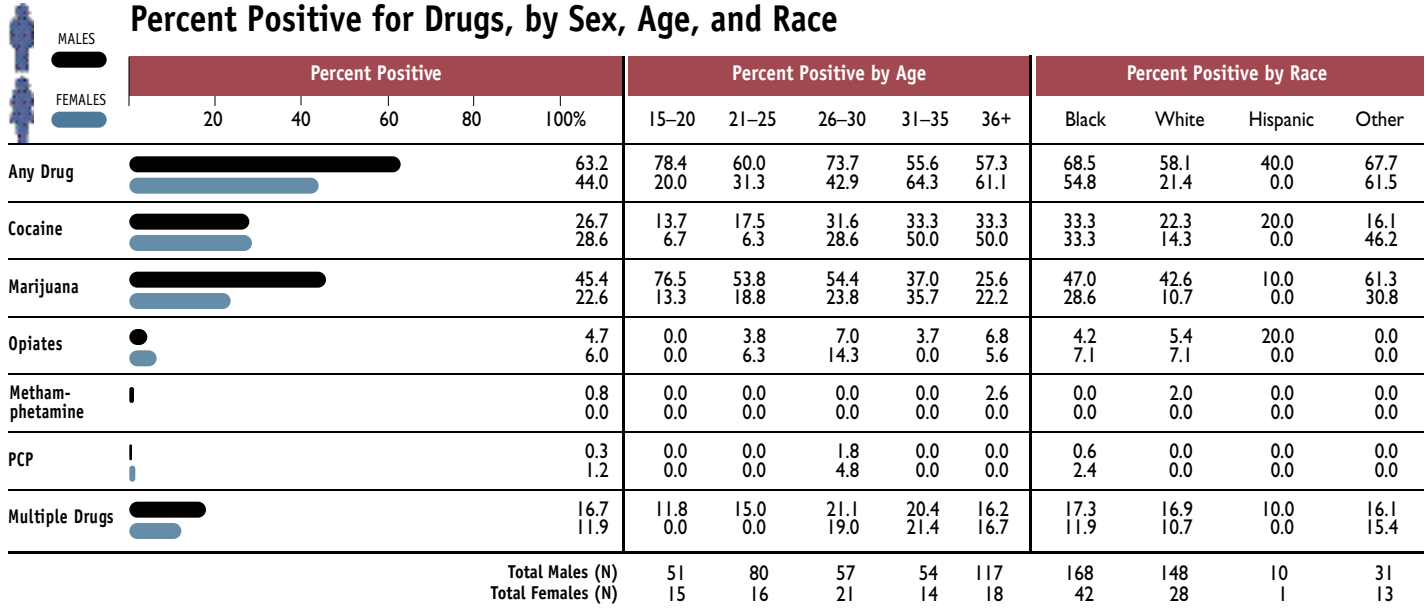 Percent Positive for Drugs, by Sex, Age, and Race
MALES
FEMALES
Percent Positive Percent Positive by Age Percent Positive by Race
20 40 60 80 100% 15–20 21–25 26–30 31–35 36+ Black White Hispanic Other
Any Drug
63.2 78.4 60.0 73.7 55.6 57.3 68.5 58.1 40.0 67.7
44.0 20.0 31.3 42.9 64.3 61.1 54.8 21.4 0.0 61.5
Cocaine
26.7 13.7 17.5 31.6 33.3 33.3 33.3 22.3 20.0 16.1
28.6 6.7 6.3 28.6 50.0 50.0 33.3 14.3 0.0 46.2
Marijuana
45.4 76.5 53.8 54.4 37.0 25.6 47.0 42.6 10.0 61.3
22.6 13.3 18.8 23.8 35.7 22.2 28.6 10.7 0.0 30.8
Opiates
4.7 0.0 3.8 7.0 3.7 6.8 4.2 5.4 20.0 0.0
6.0 0.0 6.3 14.3 0.0 5.6 7.1 7.1 0.0 0.0
Metham-
phetamine
0.8 0.0 0.0 0.0 0.0 2.6 0.0 2.0 0.0 0.0
0.0 0.0 0.0 0.0 0.0 0.0 0.0 0.0 0.0 0.0
PCP
0.3 0.0 0.0 1.8 0.0 0.0 0.6 0.0 0.0 0.0
1.2 0.0 0.0 4.8 0.0 0.0 2.4 0.0 0.0 0.0
Multiple Drugs
16.7 11.8 15.0 21.1 20.4 16.2 17.3 16.9 10.0 16.1
11.9 0.0 0.0 19.0 21.4 16.7 11.9 10.7 0.0 15.4
Total Males (N) 51 80 57 54 117 168 148 10 31
Total Females (N) 15 16 21 14 18 42 28 1 13